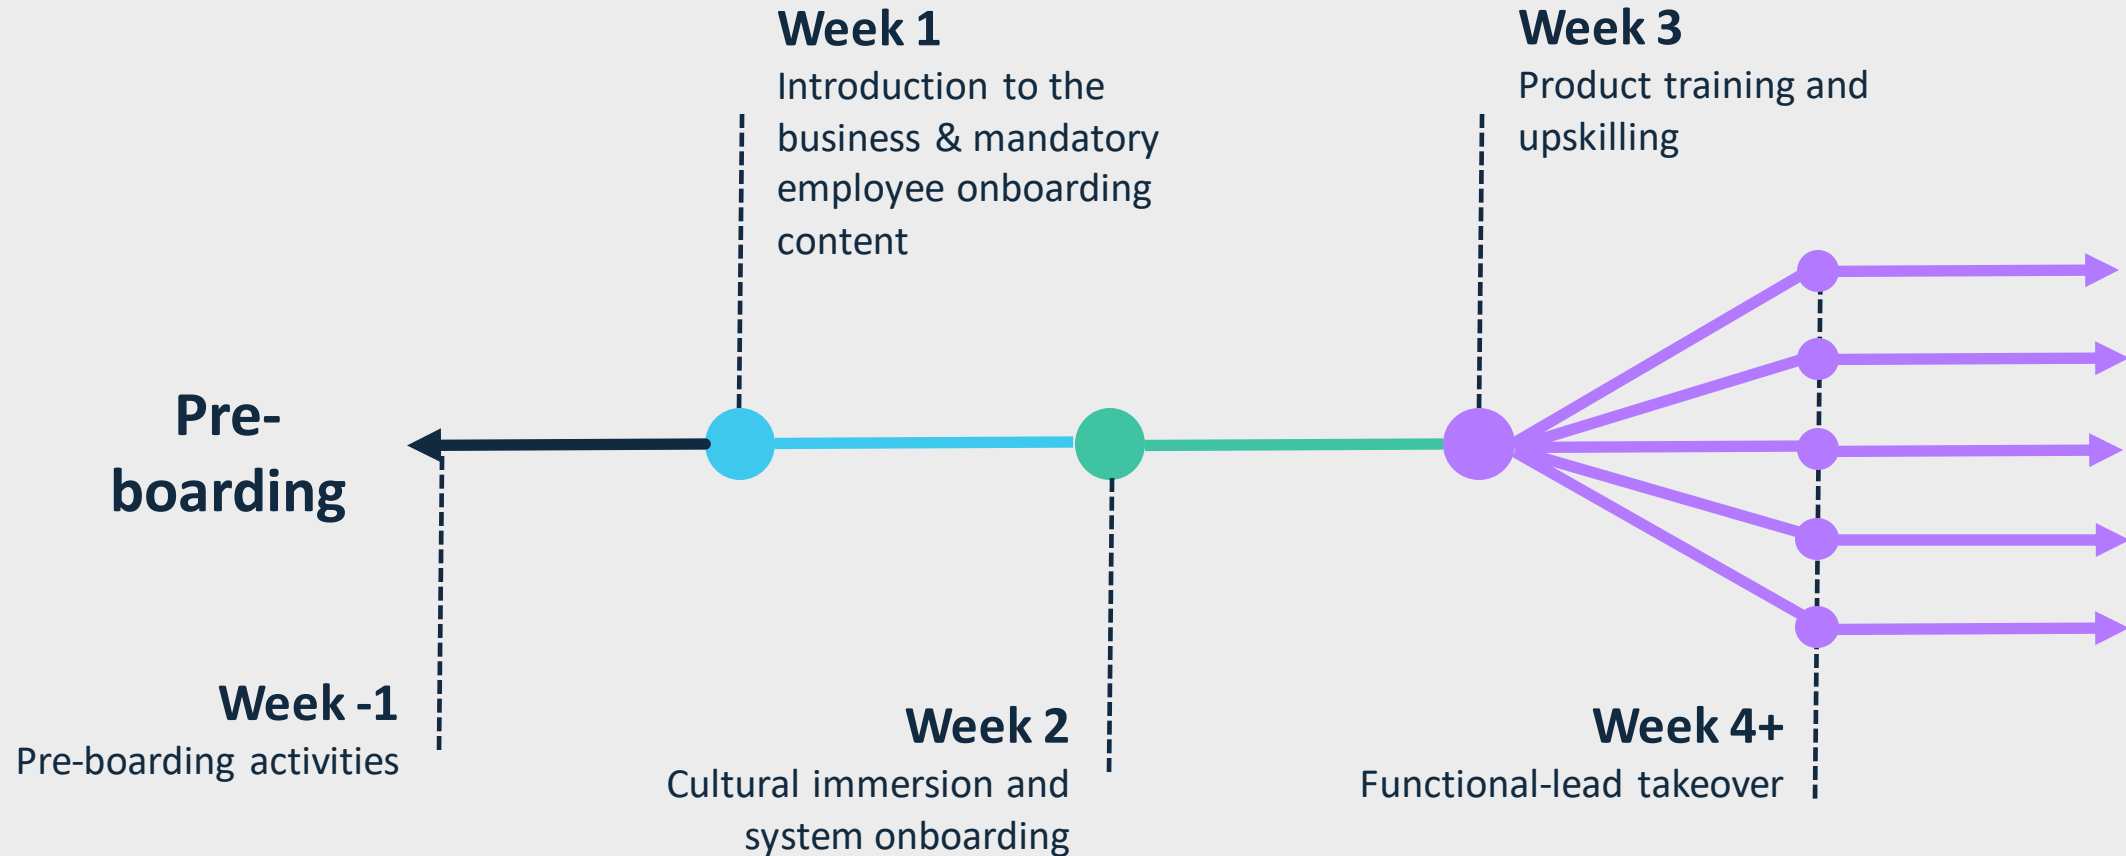 Week 1
Introduction to the
business & mandatory
employee onboarding
content
Week 3
Product training and
upskilling
Pre-
boarding
Week -1
Pre-boarding activities
Week 2
Cultural immersion and
system onboarding
Week 4+
Functional-lead takeover